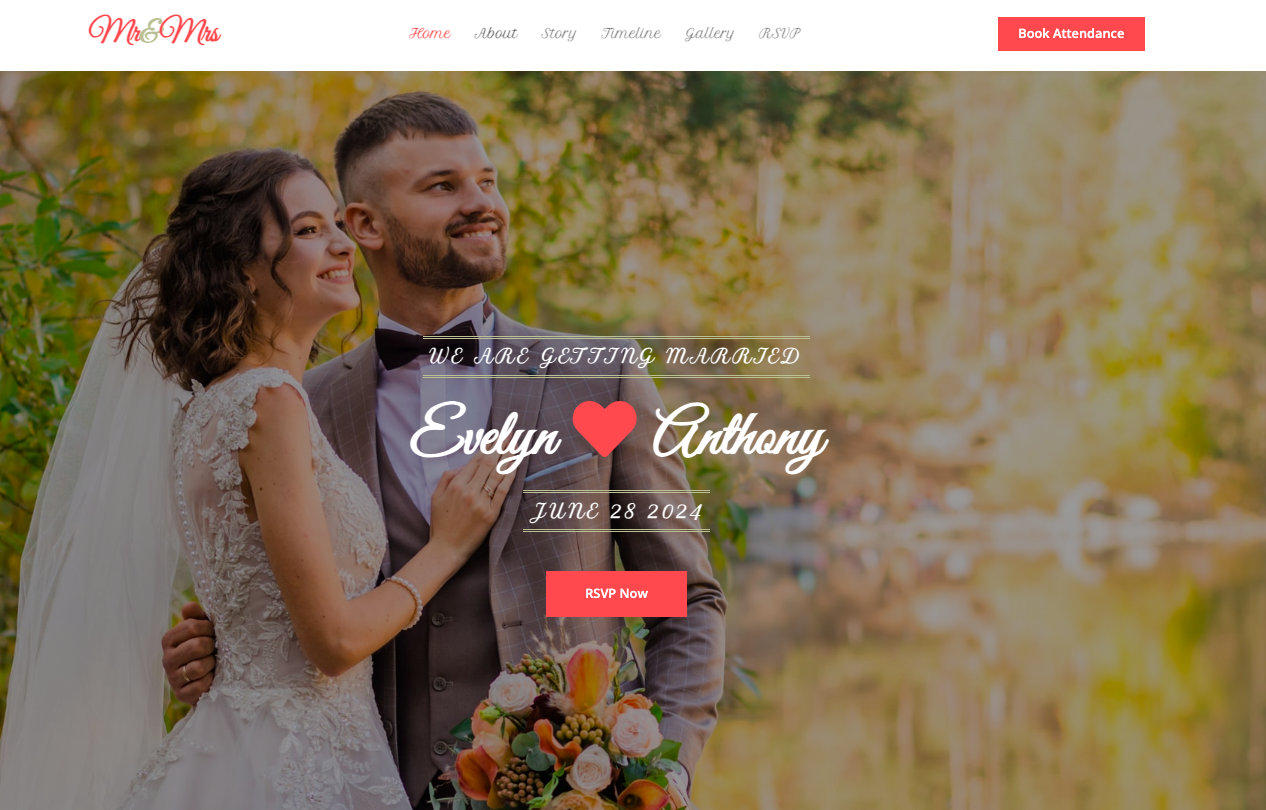 Mr&Mrs
Home About Story Timeline Gallery RSVP
Book Attendance
WE ARE GETTING MARRIED
Evelyn Anthony
JUNE 28 2024
RSVP Now